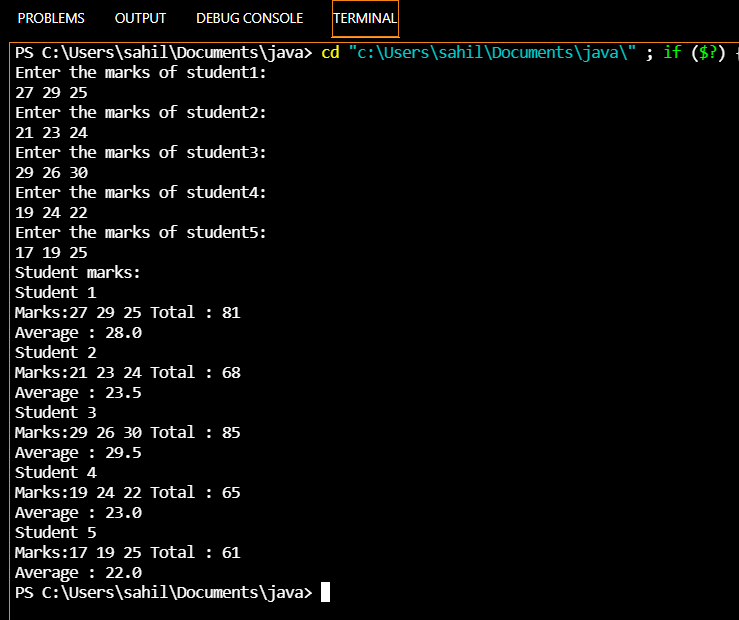 PROBLEMS OUTPUT DEBUG CONSOLE TERMINAL
PS C:\Users\sahil\Documents\java> cd "c:\Users\sahil\Documents\java\" ; if ($?) {
Enter the marks of student1:
27 29 25
Enter the marks of student2:
21 23 24
Enter the marks of student3:
29 26 30
Enter the marks of student4:
19 24 22
Enter the marks of student5:
17 19 25
Student marks:
Student 1
Marks:27 29 25 Total : 81
Average : 28.0
Student 2
Marks:21 23 24 Total : 68
Average : 23.5
Student 3
Marks:29 26 30 Total : 85
Average : 29.5
Student 4
Marks:19 24 22 Total : 65
Average : 23.0
Student 5
Marks:17 19 25 Total : 61
Average : 22.0
PS C:\Users\sahil\Documents\java>